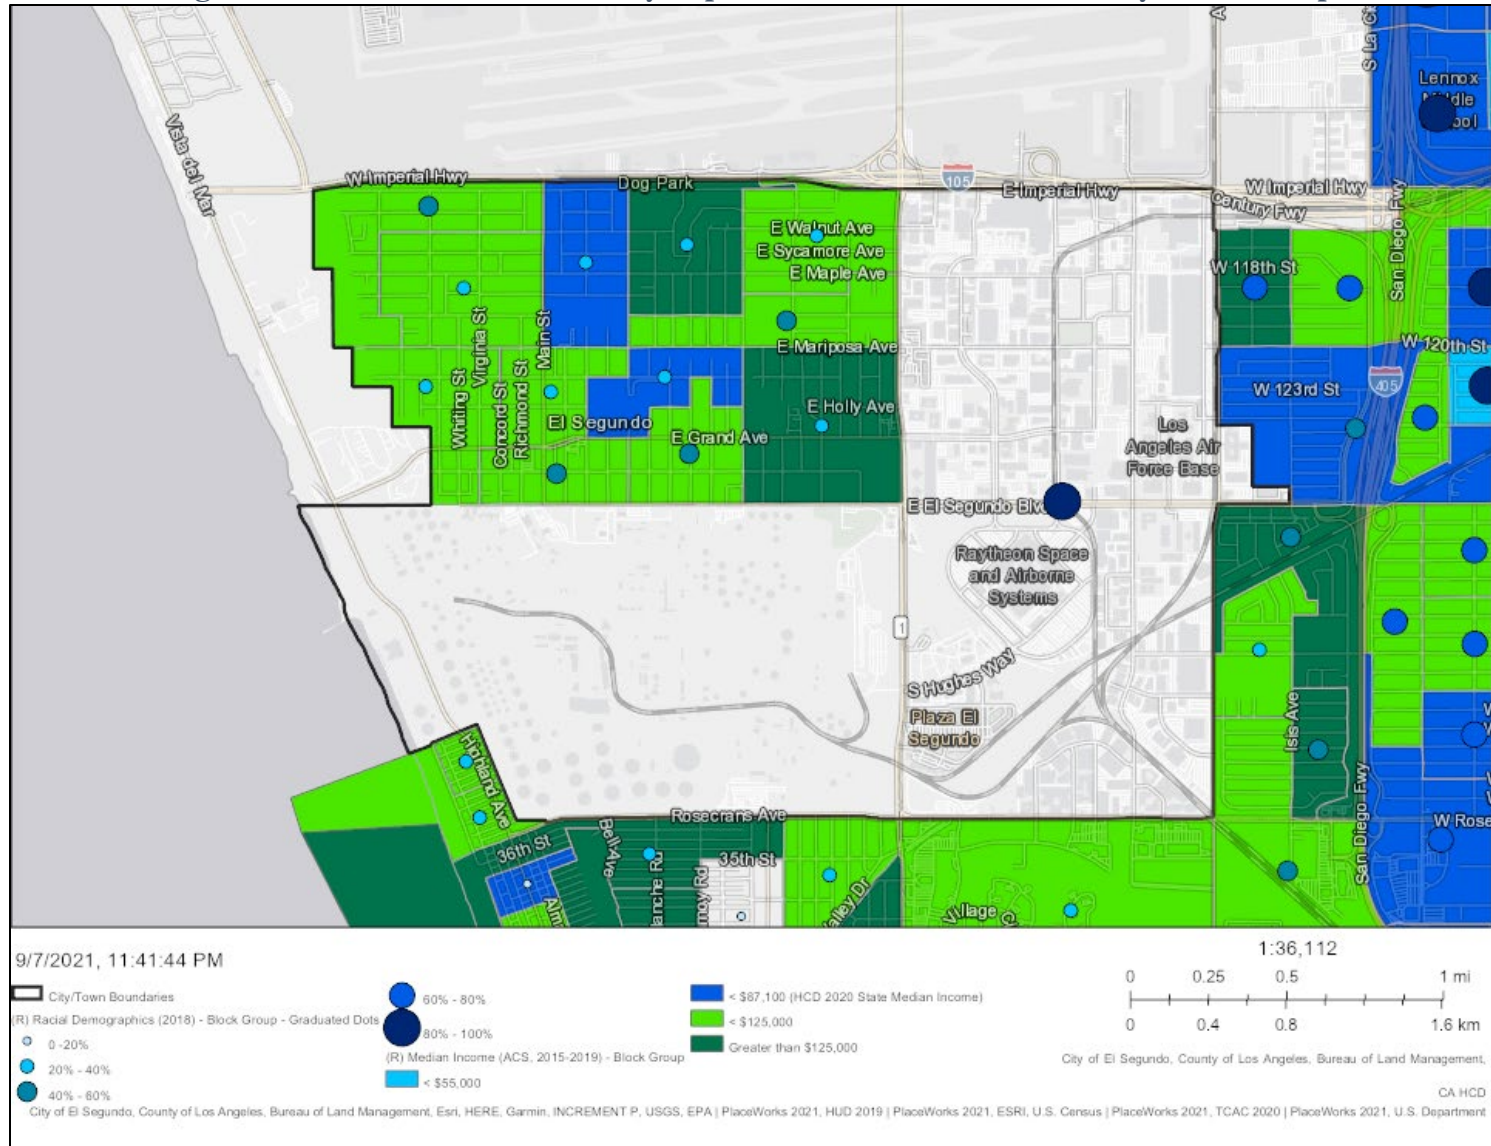 Vista del Mar
W Imperial Hwy
Dog Park
105
E Imperial Hwy
W Imperial Hwy
Century Fwy
San Diego Fwy
Lennox
Middle
E Walnut Ave
E Sycamore Ave
E Maple Ave
W 118th St
Main St
Virginia St
Whiting St
Concord St
Richmond St
E Mariposa Ave
W 120th St
W 123rd St
405
E Holly Ave
El Segundo
E Grand Ave
Los
Angeles Air
Force Base
E El Segundo Blv
Raytheon Space
and Airborne
Systems
1
S Hughes Way
Plaza El
Segundo
Isis Ave
San Diego Fwy
Highland Ave
Rosecrans Ave
W Rose
36th St
Bell Ave
35th St
alley Dr
Village
9/7/2021, 11:41:44 PM
City/Town Boundaries
(R) Racial Demographics (2018) - Block Group - Graduated Dots
0 -20%
20% - 40%
40% - 60%
60% - 80%
80% - 100%
(R) Median Income (ACS, 2015-2019) - Block Group
< $55,000
< $87,100 (HCD 2020 State Median Income)
< $125,000
Greater than $125,000
1:36,112
0 0.25 0.5 1 mi
0 0.4 0.8 1.6 km
City of El Segundo, County of Los Angeles, Bureau of Land Management,
CA HCD
City of El Segundo, County of Los Angeles, Bureau of Land Management, Esri, HERE, Garmin, INCREMENT P, USGS, EPA | PlaceWorks 2021, HUD 2019 | PlaceWorks 2021, ESRI, U.S. Census | PlaceWorks 2021, TCAC 2020 | PlaceWorks 2021, U.S. Department